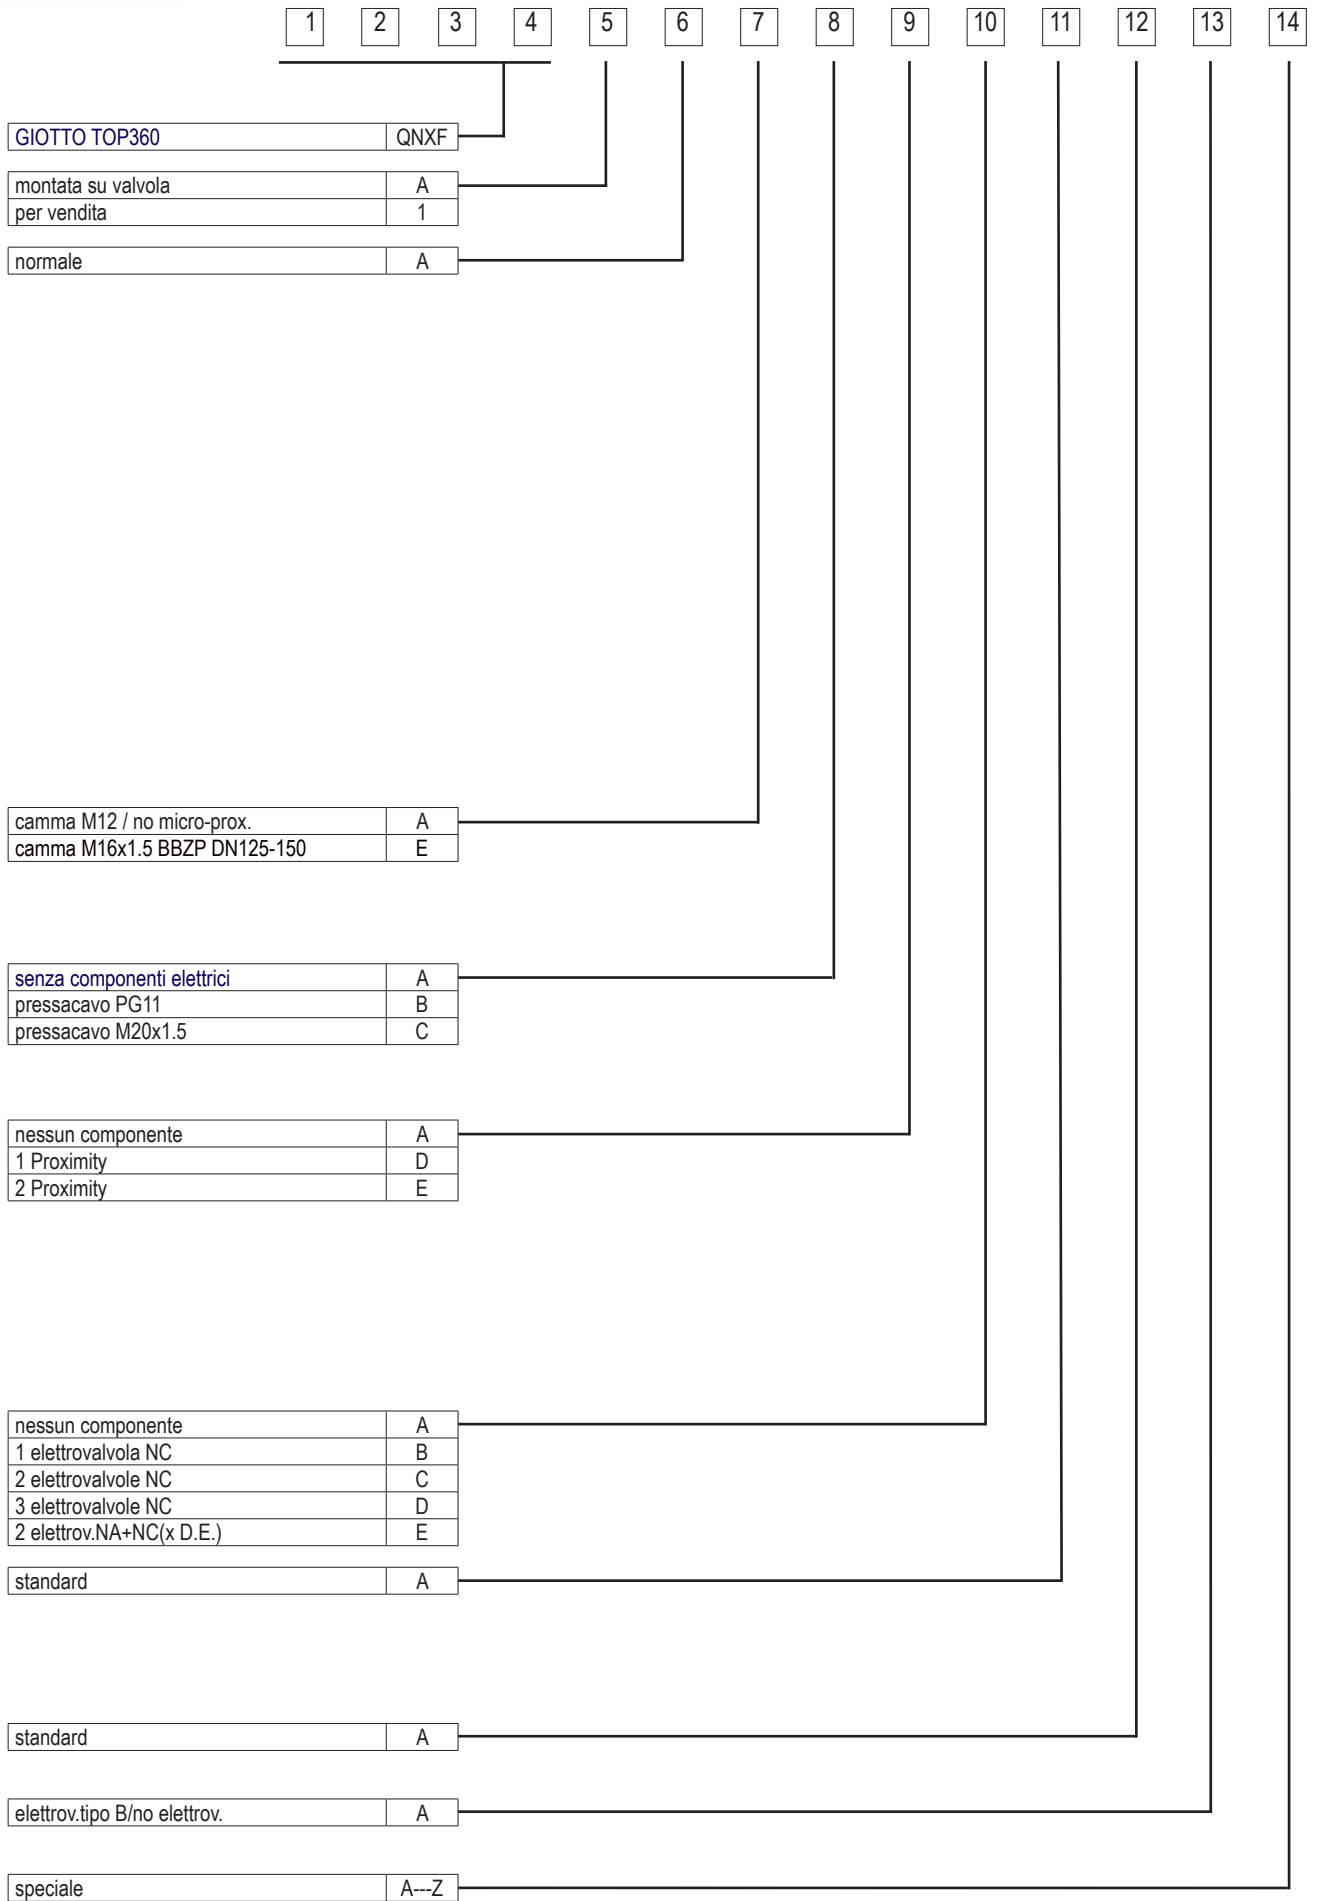 1 2 3 4 5 6 7 8 9 10 11 12 13 14
GIOTTO TOP360 QNXF
montata su valvola A
per vendita 1
normale A
camma M12 / no micro-prox. A
camma M16x1.5 BBZP DN125-150 E
senza componenti elettrici A
pressacavo PG11 B
pressacavo M20x1.5 C
nessun componente A
1 Proximity D
2 Proximity E
nessun componente A
1 elettrovalvola NC B
2 elettrovalvole NC C
3 elettrovalvole NC D
2 elettrov.NA+NC(x D.E.) E
standard A
standard A
elettrov.tipo B/no elettrov. A
speciale A---Z